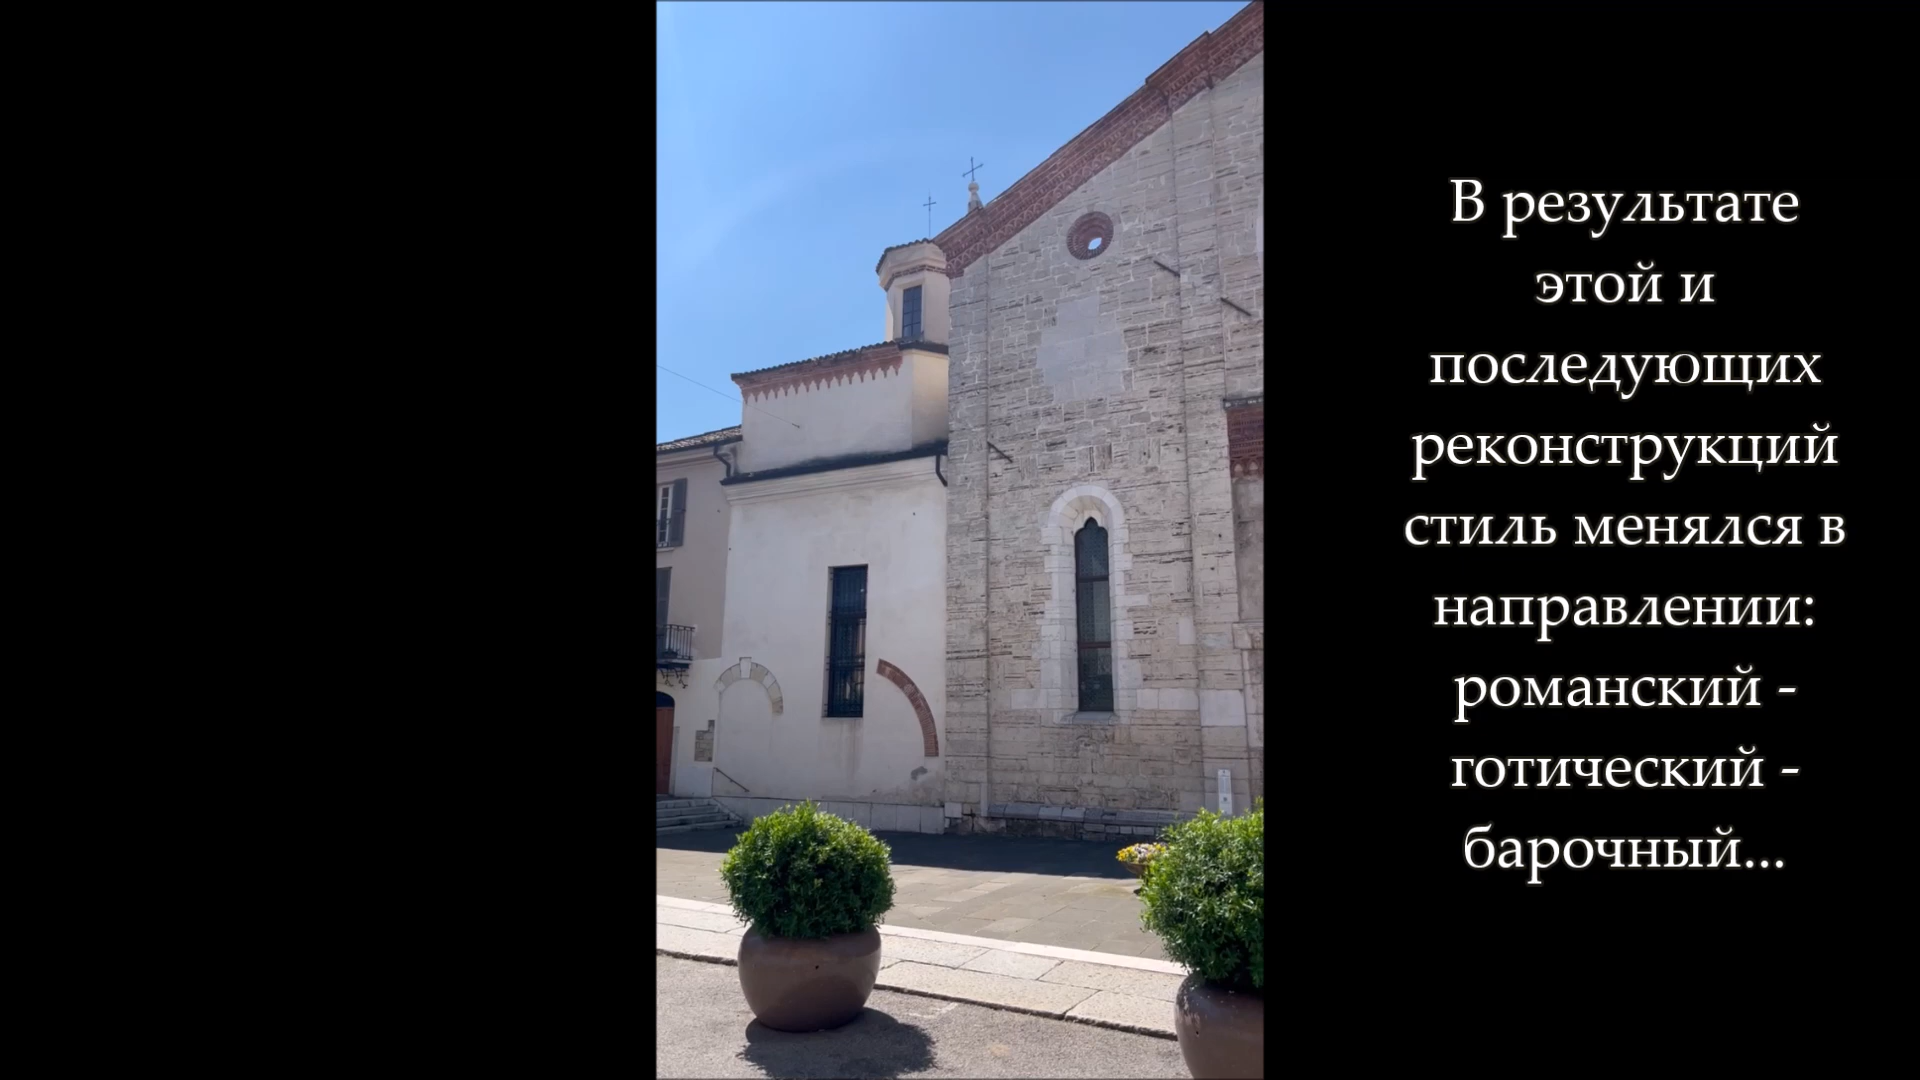 В результате
этой и
последующих
реконструкций
стиль менялся в
направлении:
романский -
готический -
барочный...